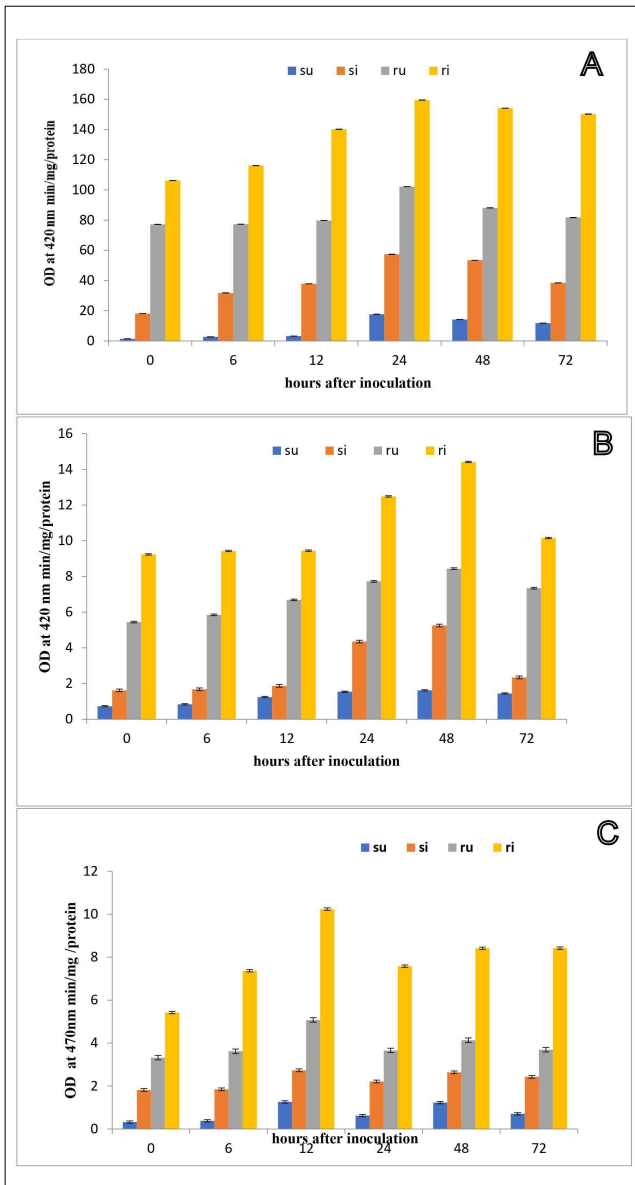 A
su si ru ri
180
160
140
120
100
80
60
40
20
0
OD at 420 nm min/mg/protein
0 6 12 24 48 72
hours after inoculation
B
su si ru ri
16
14
12
10
8
6
4
2
0
OD at 420 nm min/mg/protein
0 6 12 24 48 72
hours after inoculation
C
su si ru ri
12
10
8
6
4
2
0
OD at 470nm min/mg /protein
0 6 12 24 48 72
hours after inoculation